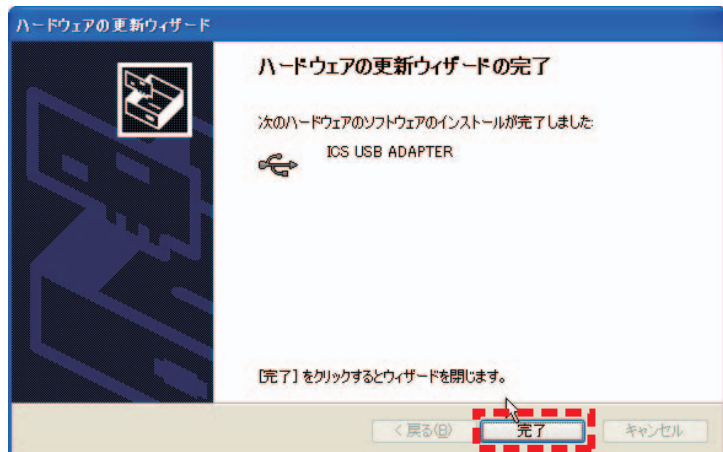 ハードウェアの更新ウィザード
ハードウェアの更新ウィザードの完了
次のハードウェアのソフトウェアのインストールが完了しました:
ICS USB ADAPTER
[完了] をクリックするとウィザードを閉じます。
< 戻る(B) 完了 キャンセル